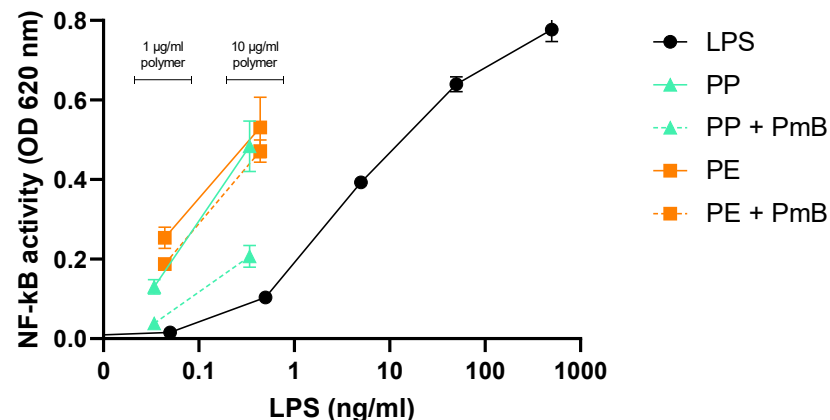 NF-kB activity (OD 620 nm)
0.8
0.6
0.4
0.2
0.0
1 µg/ml
polymer
10 µg/ml
polymer
0
0.1
1
10
100
1000
LPS (ng/ml)
LPS
PP
PP + PmB
PE
PE + PmB